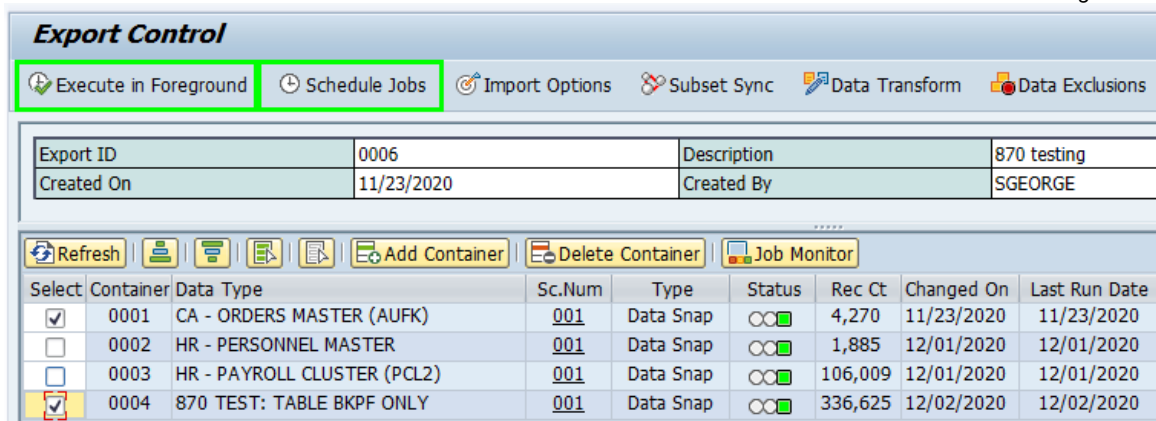 Export Control
Execute in Foreground Schedule Jobs Import Options Subset Sync Data Transform Data Exclusions
Export ID 0006 Description 870 testing
Created On 11/23/2020 Created By SGEORGE
Refresh Add Container Delete Container Job Monitor
Select Container Data Type Sc.Num Type Status Rec Ct Changed On Last Run Date
0001 CA - ORDERS MASTER (AUFK) 001 Data Snap 4,270 11/23/2020 11/23/2020
0002 HR - PERSONNEL MASTER 001 Data Snap 1,885 12/01/2020 12/01/2020
0003 HR - PAYROLL CLUSTER (PCL2) 001 Data Snap 106,009 12/01/2020 12/01/2020
0004 870 TEST: TABLE BKPF ONLY 001 Data Snap 336,625 12/02/2020 12/02/2020